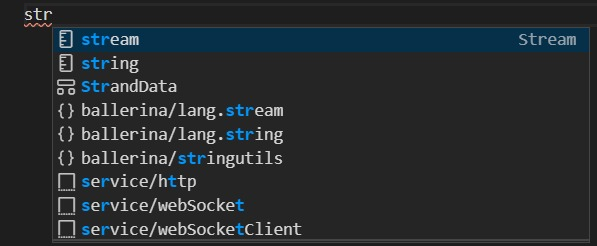 str
stream Stream
string
StrandData
{} ballerina/lang.stream
{} ballerina/lang.string
{} ballerina/stringutils
service/http
service/webSocket
service/webSocketClient